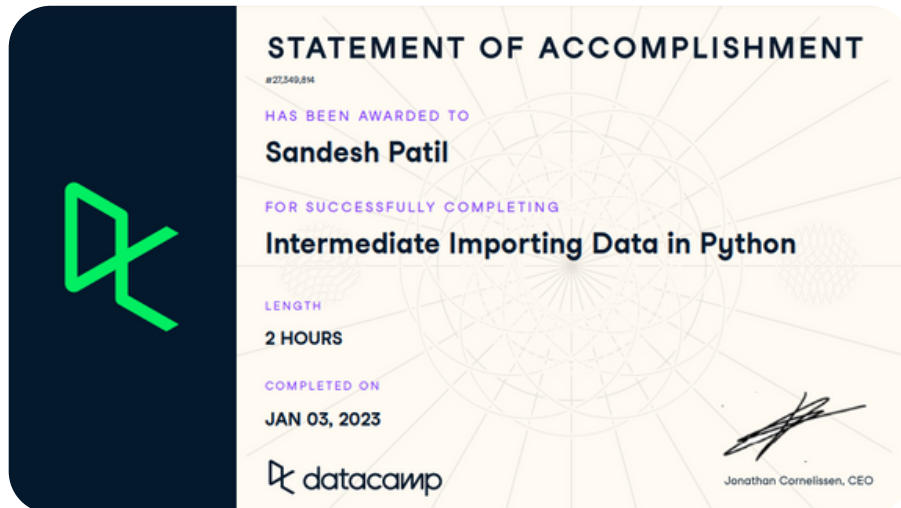 STATEMENT OF ACCOMPLISHMENT
#27,349,814
HAS BEEN AWARDED TO
Sandesh Patil
FOR SUCCESSFULLY COMPLETING
Intermediate Importing Data in Python
LENGTH
2 HOURS
COMPLETED ON
JAN 03, 2023
datacamp
Jonathan Cornelissen, CEO